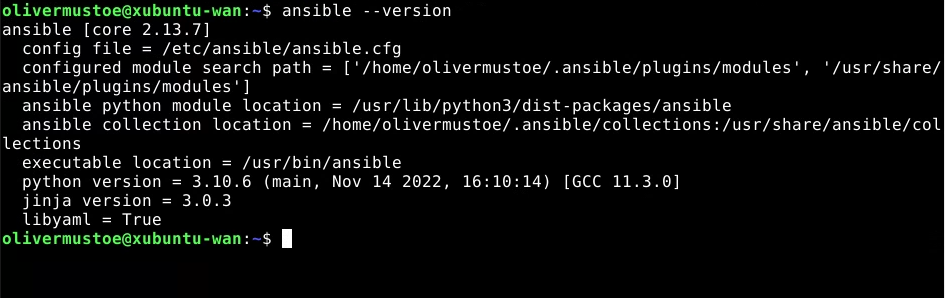 olivermustoe@xubuntu-wan:~$ ansible --version
ansible [core 2.13.7]
  config file = /etc/ansible/ansible.cfg
  configured module search path = ['/home/olivermustoe/.ansible/plugins/modules', '/usr/share/
ansible/plugins/modules']
  ansible python module location = /usr/lib/python3/dist-packages/ansible
  ansible collection location = /home/olivermustoe/.ansible/collections:/usr/share/ansible/col
lections
  executable location = /usr/bin/ansible
  python version = 3.10.6 (main, Nov 14 2022, 16:10:14) [GCC 11.3.0]
  jinja version = 3.0.3
  libyaml = True
olivermustoe@xubuntu-wan:~$